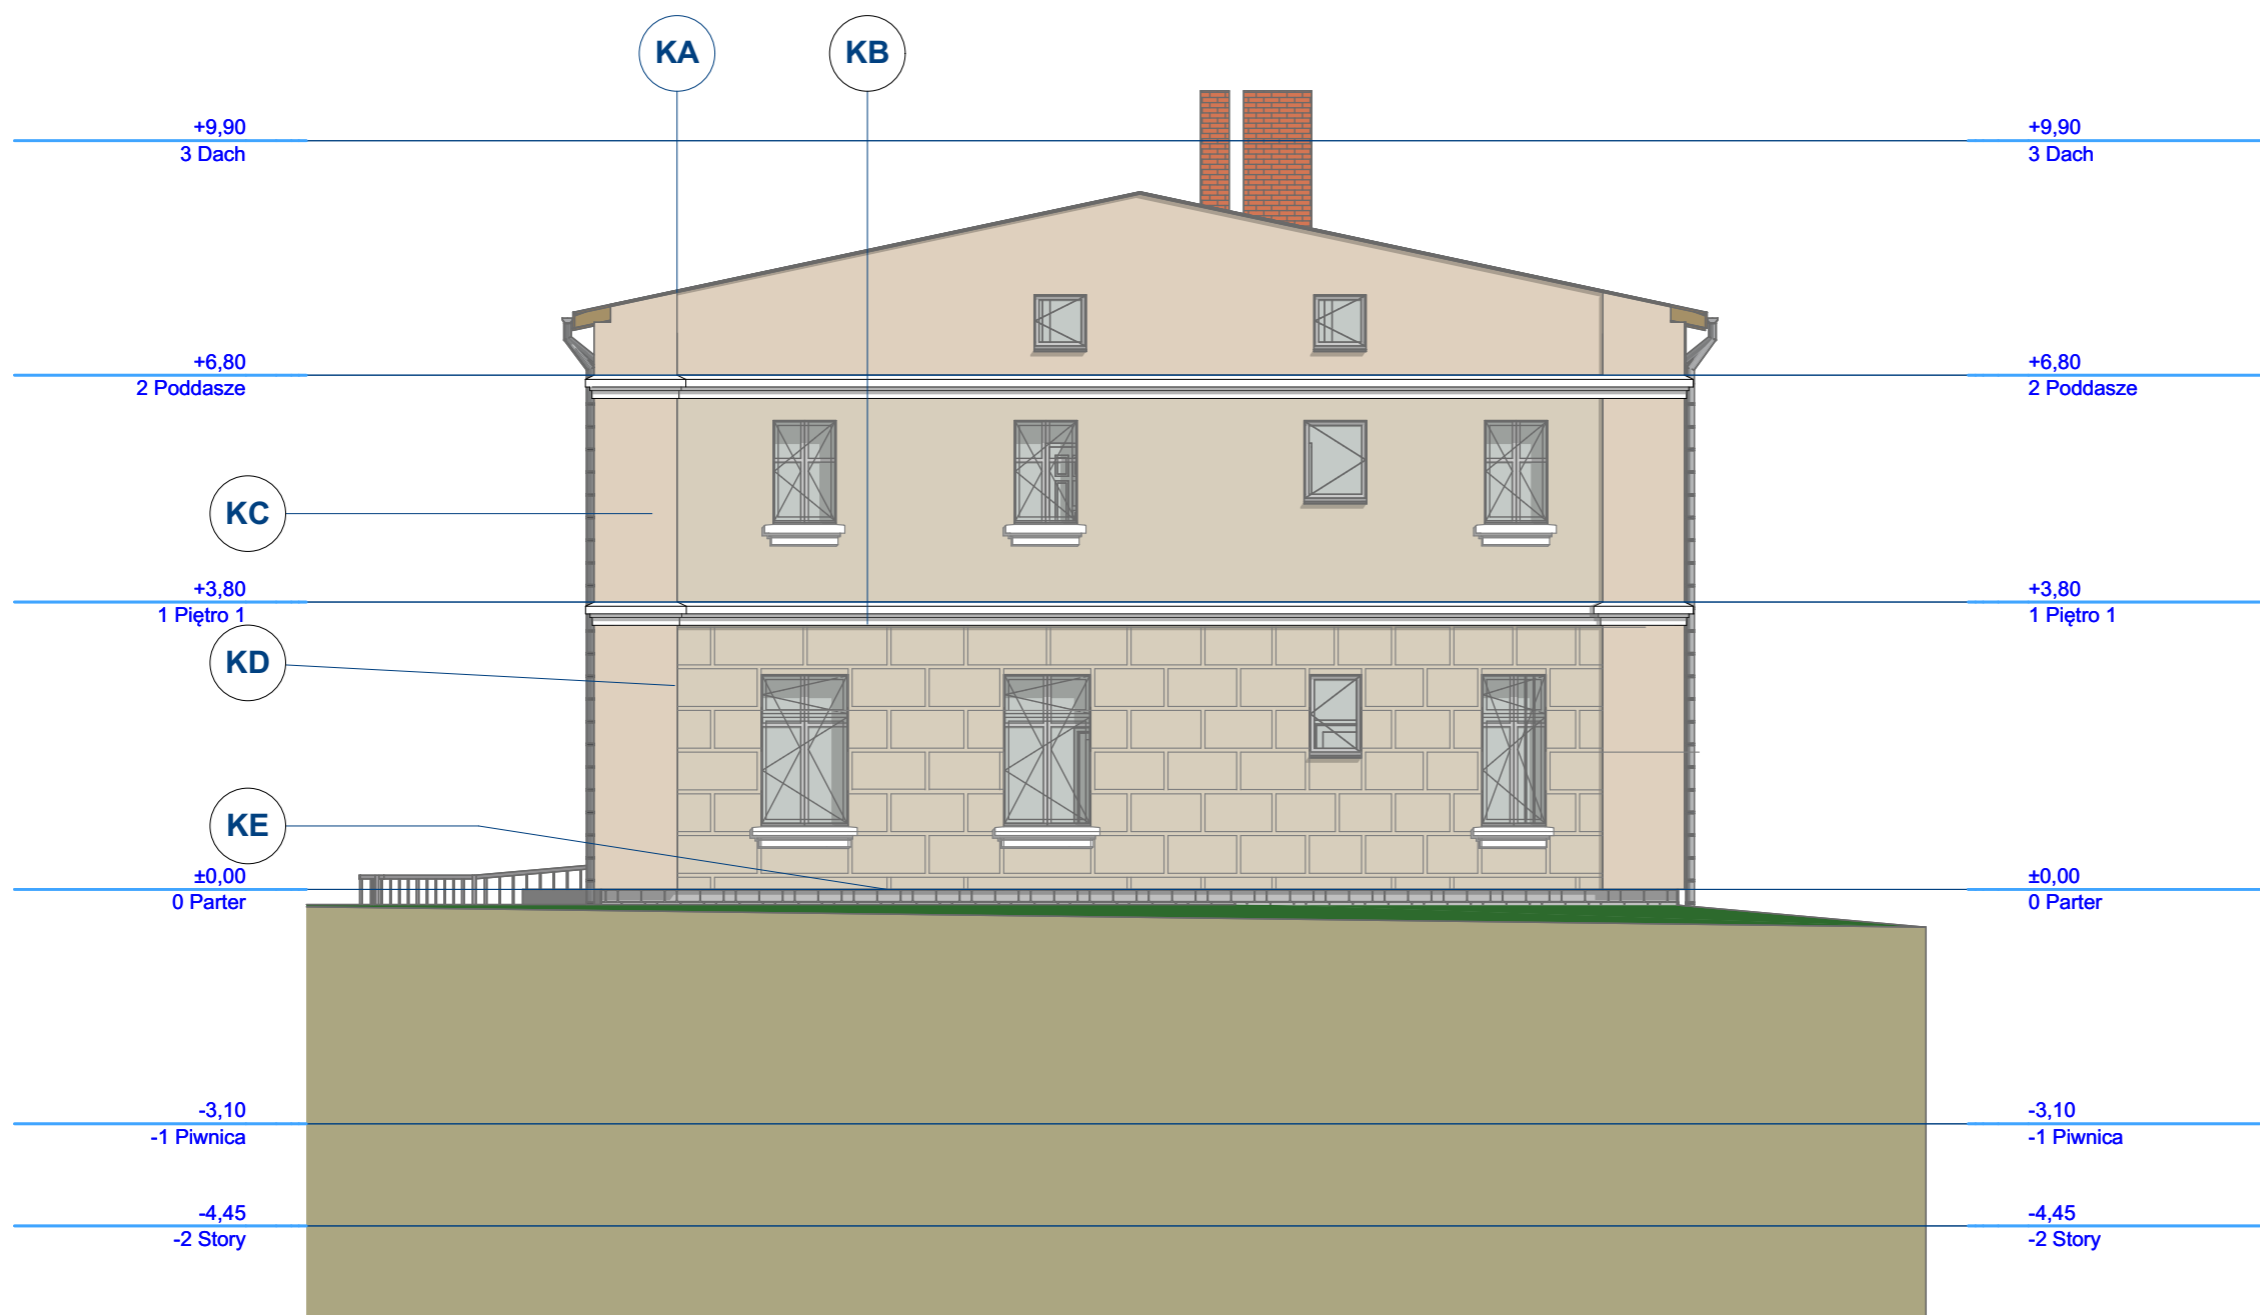 KA
KB
+9,90
3 Dach
+9,90
3 Dach
+6,80
2 Poddasze
+6,80
2 Poddasze
KC
+3,80
1 Piętro 1
+3,80
1 Piętro 1
KD
KE
±0,00
0 Parter
±0,00
0 Parter
-3,10
-1 Piwnica
-3,10
-1 Piwnica
-4,45
-2 Story
-4,45
-2 Story